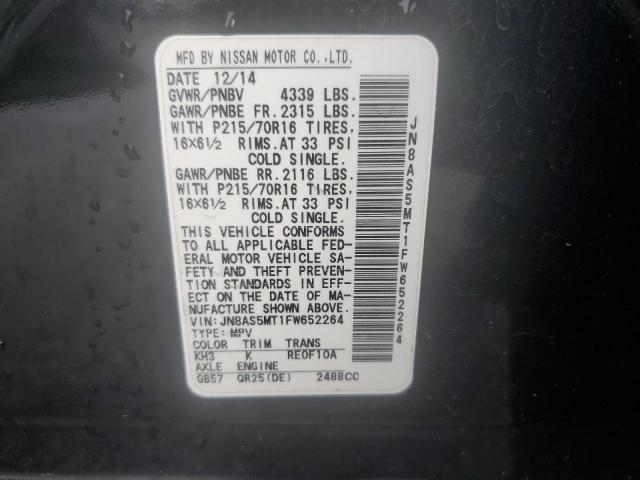 MFD BY NISSAN MOTOR CO.,LTD.
DATE 12/14
GVWR/PNBV 4339 LBS.
GAWR/PNBE FR. 2315 LBS.
WITH P215/70R16 TIRES,
16X6½ RIMS. AT 33 PSI
COLD SINGLE.
GAWR/PNBE RR. 2116 LBS.
WITH P215/70R16 TIRES,
16X6½ RIMS. AT 33 PSI
COLD SINGLE.
THIS VEHICLE CONFORMS
TO ALL APPLICABLE FED-
ERAL MOTOR VEHICLE SA-
FETY AND THEFT PREVEN-
TION STANDARDS IN EFF-
ECT ON THE DATE OF MA-
NUFACTURE SHOWN ABOVE.
VIN: JN8AS5MT1FW652264
TYPE: MPV
COLOR TRIM TRANS
KH3 K RE0F10A
AXLE ENGINE
GB57 QR25(DE) 2488CC
JN8AS5MT1FW652264